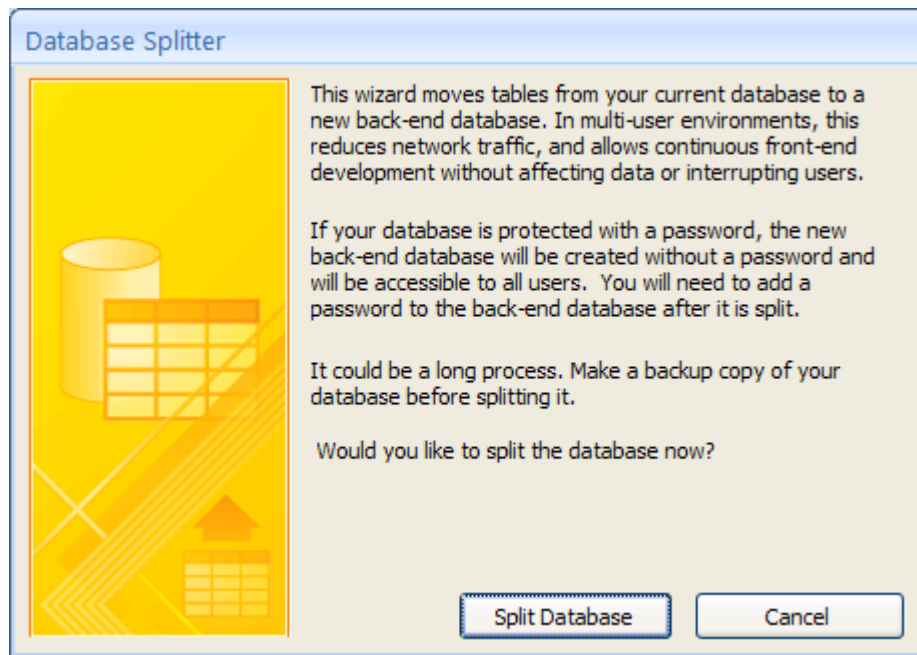 Database Splitter
This wizard moves tables from your current database to a
new back-end database. In multi-user environments, this
reduces network traffic, and allows continuous front-end
development without affecting data or interrupting users.
If your database is protected with a password, the new
back-end database will be created without a password and
will be accessible to all users.  You will need to add a
password to the back-end database after it is split.
It could be a long process. Make a backup copy of your
database before splitting it.
Would you like to split the database now?
Split Database
Cancel